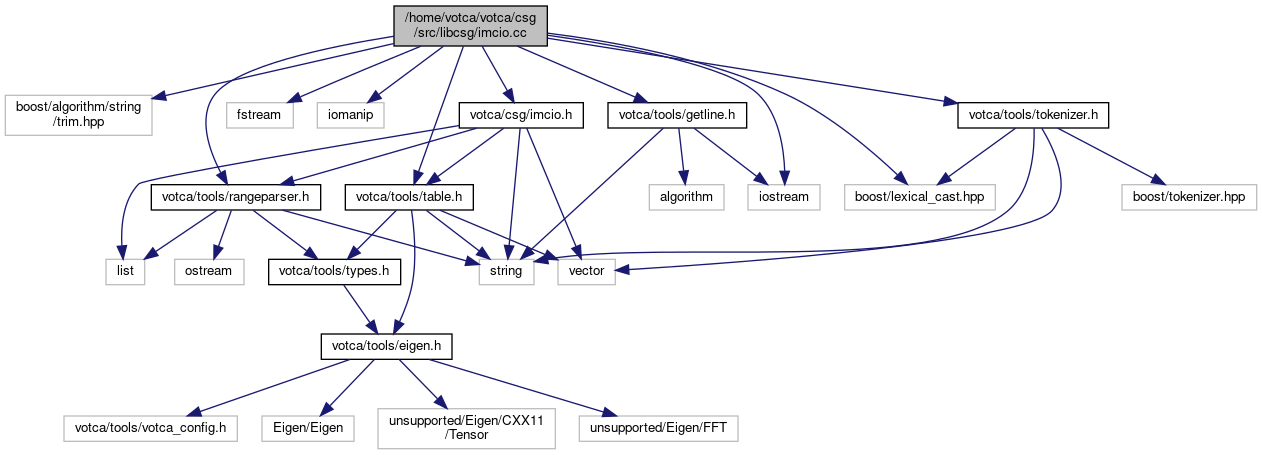 /home/votca/votca/csg
/src/libcsg/imcio.cc
boost/algorithm/string
/trim.hpp
fstream
iomanip
votca/csg/imcio.h
votca/tools/getline.h
votca/tools/tokenizer.h
votca/tools/rangeparser.h
votca/tools/table.h
algorithm
iostream
boost/lexical_cast.hpp
boost/tokenizer.hpp
list
ostream
votca/tools/types.h
string
vector
votca/tools/eigen.h
votca/tools/votca_config.h
Eigen/Eigen
unsupported/Eigen/CXX11
/Tensor
unsupported/Eigen/FFT